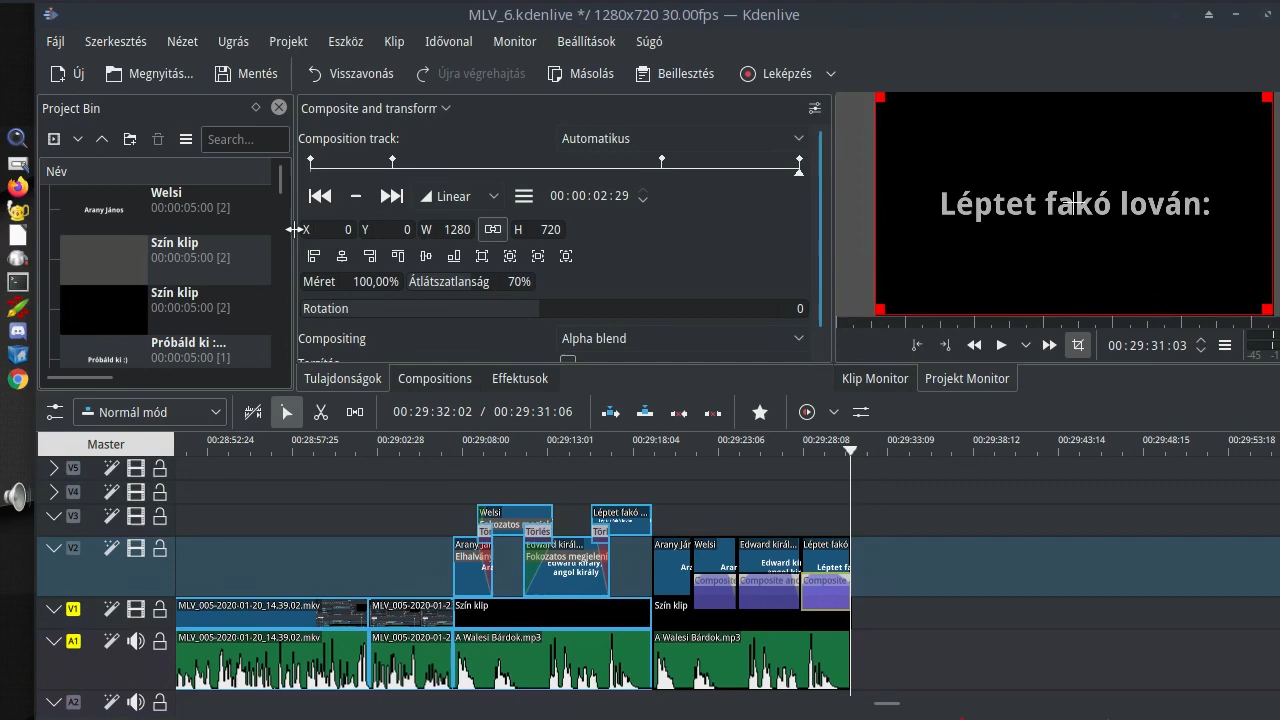 MLV_6.kdenlive */ 1280x720 30.00fps — Kdenlive
Fájl Szerkesztés Nézet Ugrás Projekt Eszköz Klip Idővonal Monitor Beállítások Súgó
Új Megnyitás... Mentés Visszavonás Újra végrehajtás Másolás Beillesztés Leképzés
Project Bin
Search...
Név
Arany János
Welsi
00:00:05:00 [2]
Szín klip
00:00:05:00 [2]
Szín klip
00:00:05:00 [2]
Próbáld ki :)
Próbáld ki :...
00:00:05:00 [1]
Composite and transform
Composition track: Automatikus
Linear 00:00:02:29
X 0 Y 0 W 1280 H 720
Méret 100,00% Átlátszatlanság 70%
Rotation 0
Compositing Alpha blend
Tulajdonságok Compositions Effektusok
Léptet fakó lován:
00:29:31:03
-45
Klip Monitor Projekt Monitor
Normál mód 00:29:32:02 / 00:29:31:06
Master
00:28:52:24 00:28:57:25 00:29:02:28 00:29:08:00 00:29:13:01 00:29:18:04 00:29:23:06 00:29:28:08 00:29:33:09 00:29:38:12 00:29:43:14 00:29:48:15 00:29:53:18
V5
V4
V3
Welsi
Léptet fakó ...
Törlés
V2
Edward kirá...
Fokozatos megjelení
Edward király,
angol király
Arany Ján Welsi Edward királ... Léptet fakó
Composite Composite and Composite
V1
MLV_005-2020-01-20_14.39.02.mkv MLV_005-2020-01-2 Szín klip Szín klip
A1
MLV_005-2020-01-20_14.39.02.mkv MLV_005-2020-01-2 A Walesi Bárdok.mp3 A Walesi Bárdok.mp3
A2